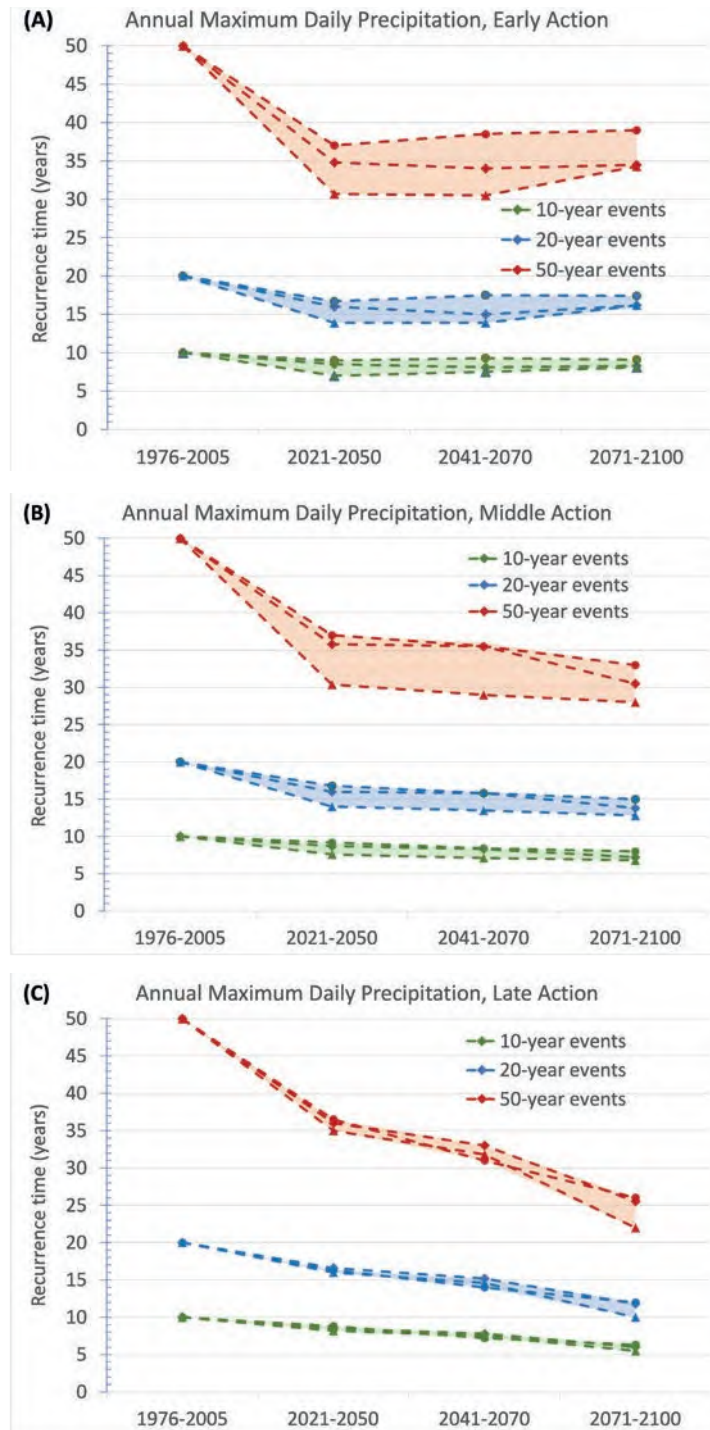 (A) Annual Maximum Daily Precipitation, Early Action
Recurrence time (years)
50
45
40
35
30
25
20
15
10
5
0
10-year events
20-year events
50-year events
1976-2005 2021-2050 2041-2070 2071-2100
(B) Annual Maximum Daily Precipitation, Middle Action
Recurrence time (years)
50
45
40
35
30
25
20
15
10
5
0
10-year events
20-year events
50-year events
1976-2005 2021-2050 2041-2070 2071-2100
(C) Annual Maximum Daily Precipitation, Late Action
Recurrence time (years)
50
45
40
35
30
25
20
15
10
5
0
10-year events
20-year events
50-year events
1976-2005 2021-2050 2041-2070 2071-2100